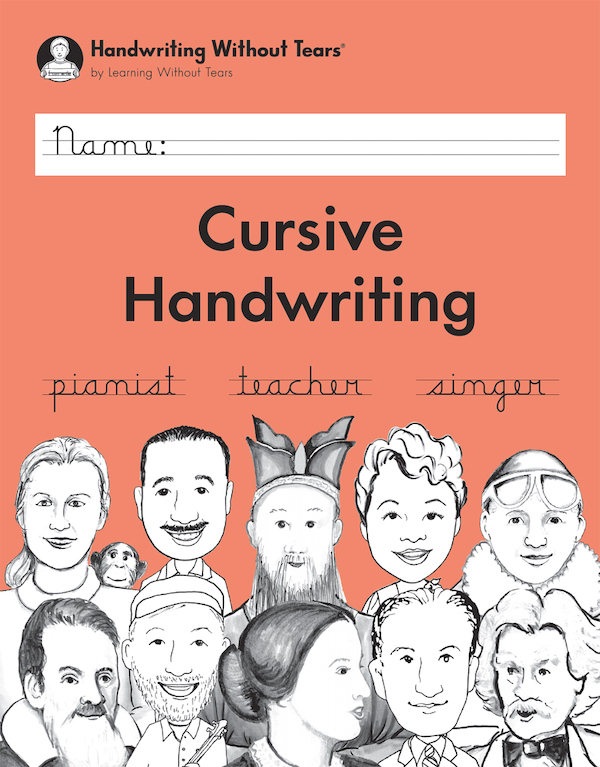 Handwriting Without Tears®
by Learning Without Tears
Name:
Cursive
Handwriting
pianist teacher singer